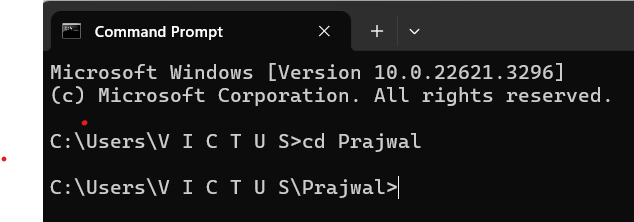 Command Prompt
Microsoft Windows [Version 10.0.22621.3296]
(c) Microsoft Corporation. All rights reserved.
C:\Users\V I C T U S>cd Prajwal
C:\Users\V I C T U S\Prajwal>